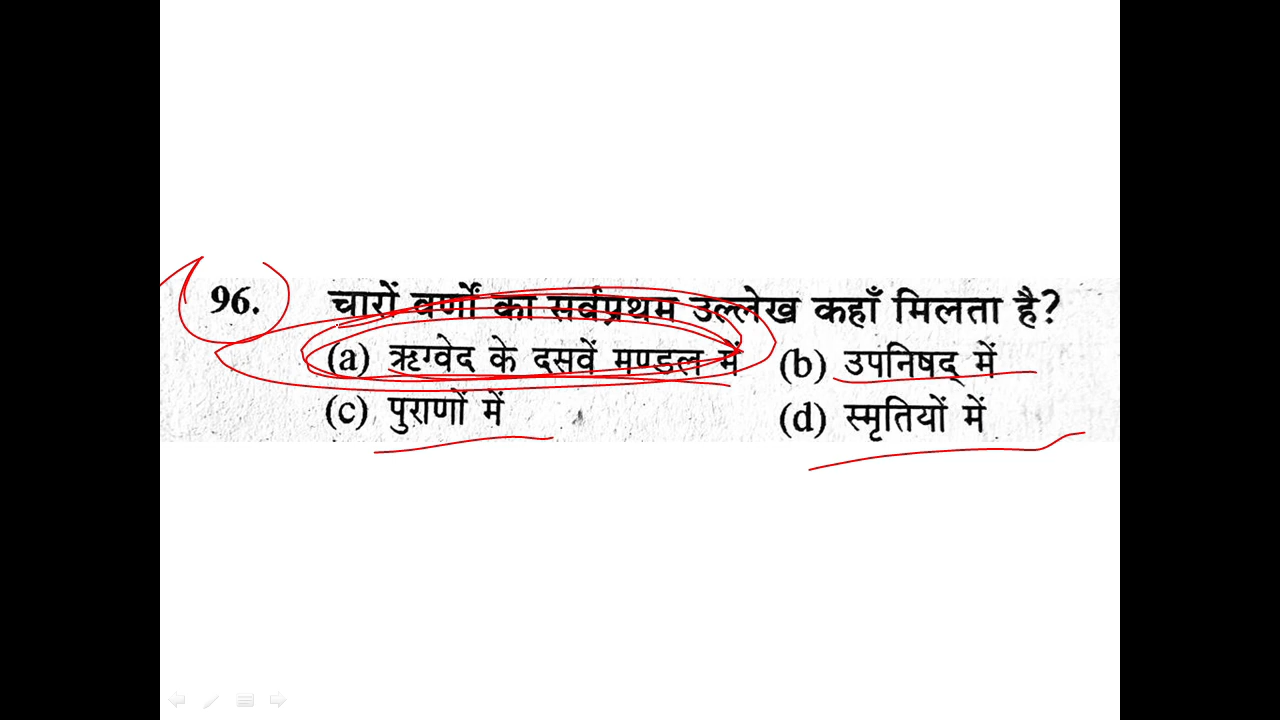 96. चारों वर्णों का सर्वप्रथम उल्लेख कहाँ मिलता है?
(a) ऋग्वेद के दसवें मण्डल में (b) उपनिषद् में
(c) पुराणों में (d) स्मृतियों में